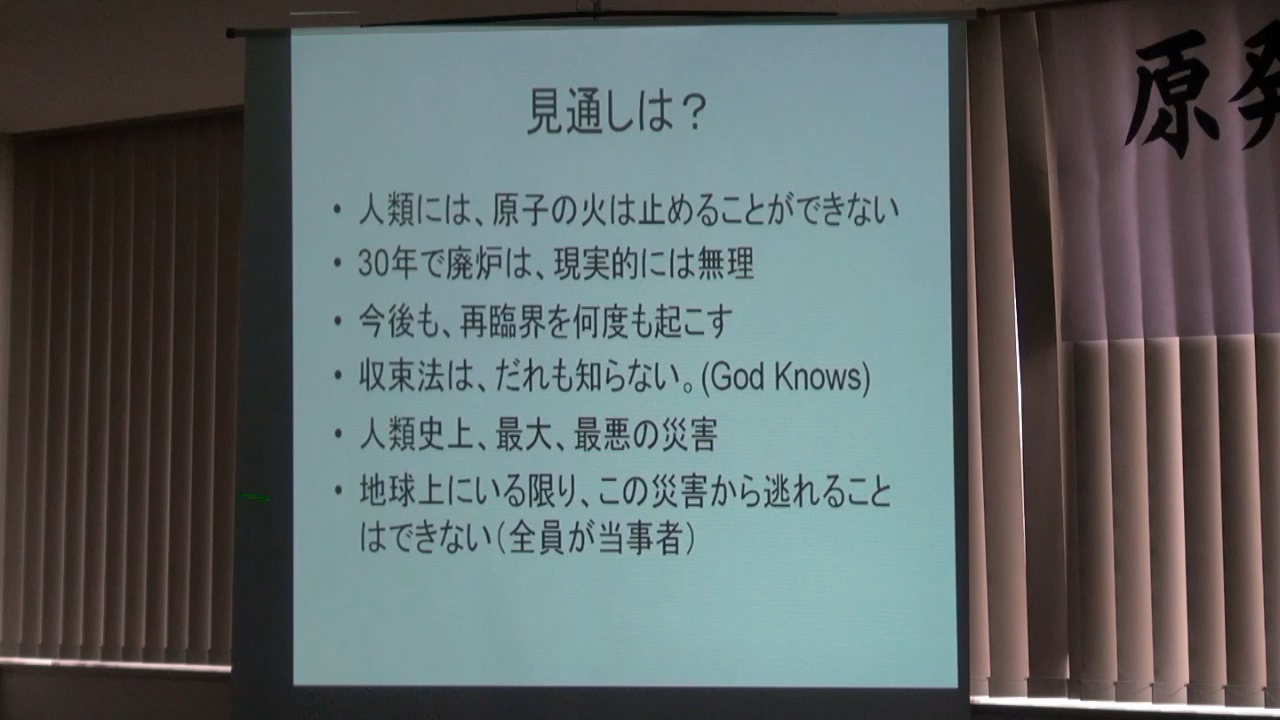 見通しは?
• 人類には、原子の火は止めることができない
• 30年で廃炉は、現実的には無理
• 今後も、再臨界を何度も起こす
• 収束法は、だれも知らない。(God Knows)
• 人類史上、最大、最悪の災害
• 地球上にいる限り、この災害から逃れること
はできない(全員が当事者)
原発